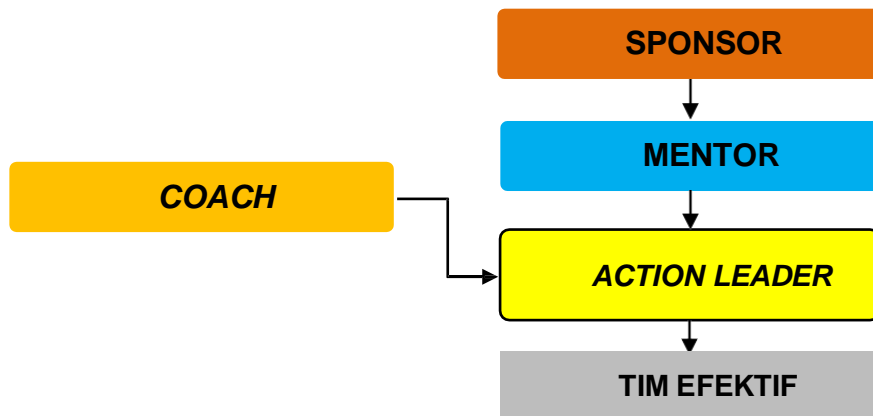 SPONSOR
MENTOR
COACH
ACTION LEADER
TIM EFEKTIF